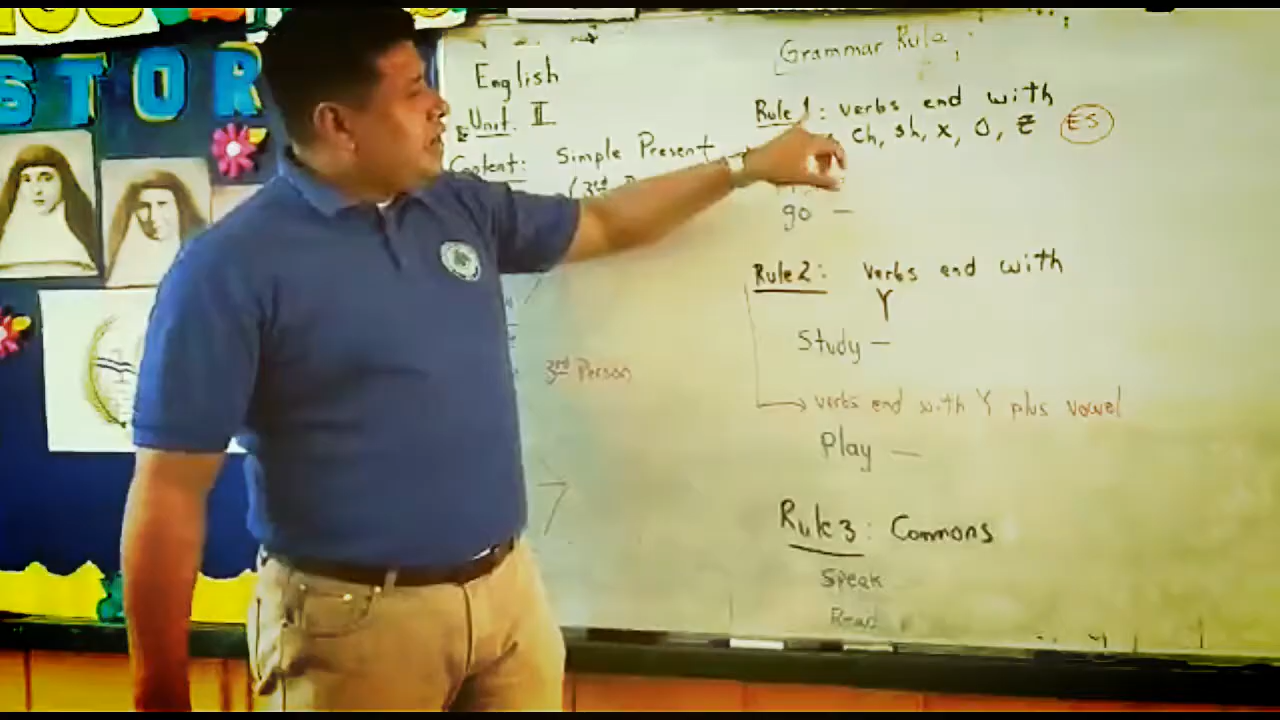 STOR
English
Unit. II
Content: Simple Present
(3rd
3rd Person
Grammar Rule:
Rule 1: verbs end with
ch, sh, x, O, Z ES
go —
Rule 2: Verbs end with
Y
Study —
verbs end with Y plus vowel
Play —
Rule 3: Commons
Speak
Read